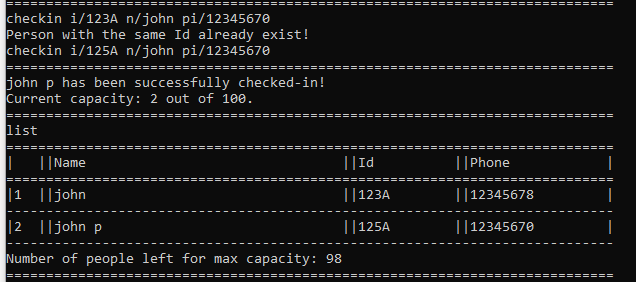 ================================================================================
checkin i/123A n/john pi/12345670
Person with the same Id already exist!
checkin i/125A n/john pi/12345670
================================================================================
john p has been successfully checked-in!
Current capacity: 2 out of 100.
================================================================================
list
================================================================================
|   ||Name                                ||Id        ||Phone            |
================================================================================
|1  ||john                                ||123A      ||12345678         |
--------------------------------------------------------------------------------
|2  ||john p                              ||125A      ||12345670         |
--------------------------------------------------------------------------------
Number of people left for max capacity: 98
================================================================================